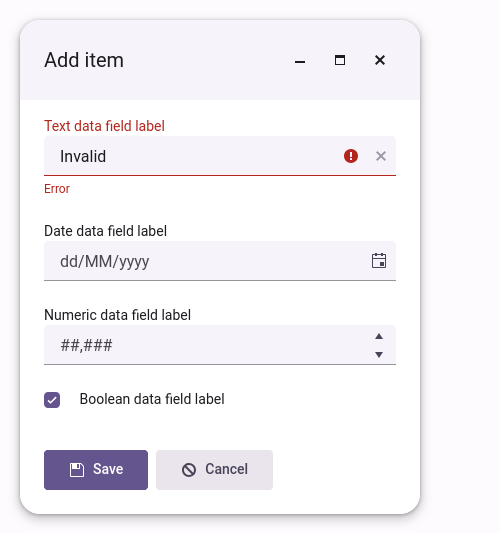 Add item
Text data field label
Invalid
Error
Date data field label
dd/MM/yyyy
Numeric data field label
##,###
Boolean data field label
Save
Cancel